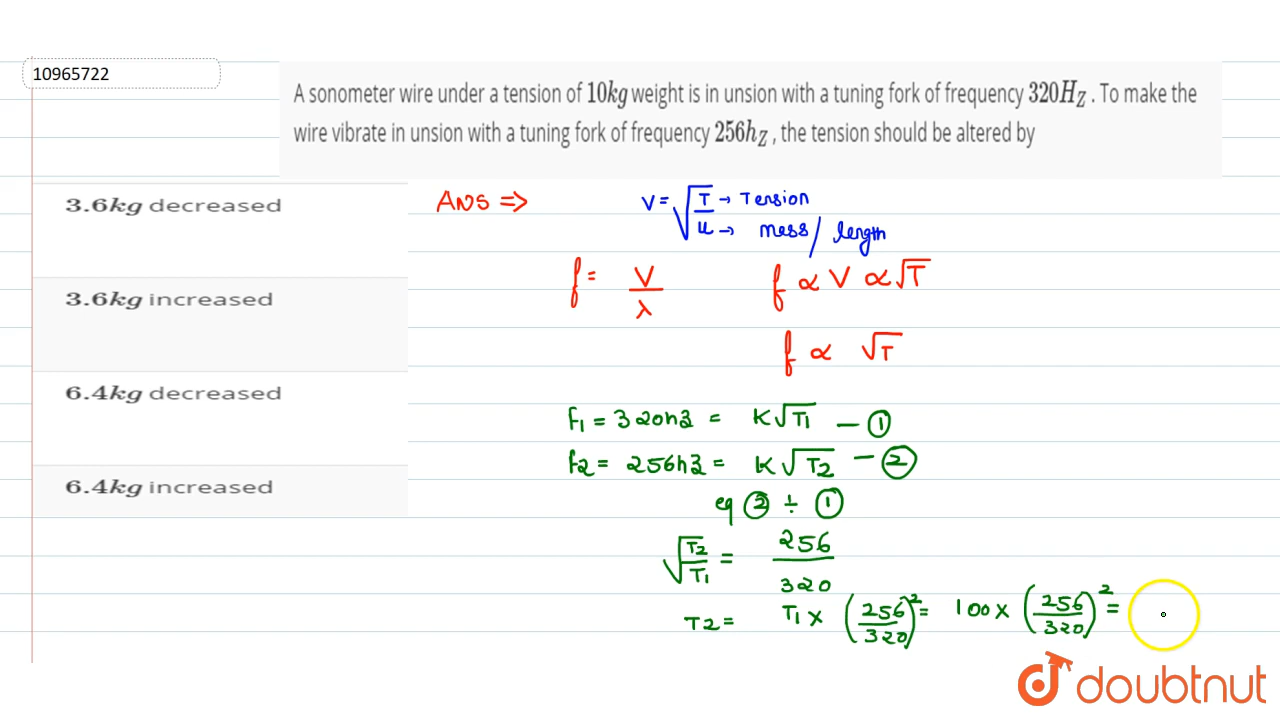 10965722
A sonometer wire under a tension of 10kg weight is in unsion with a tuning fork of frequency 320H_Z . To make the
wire vibrate in unsion with a tuning fork of frequency 256h_Z , the tension should be altered by
3.6kg decreased
3.6kg increased
6.4kg decreased
6.4kg increased
Ans ⇒
v = √(T/u) → Tension
→ mess / length
f = V/λ f ∝ V ∝ √T
f ∝ √T
F1 = 320hz = K√T1 — ①
f2 = 256hz = K√T2 — ②
eq ② ÷ ①
√(T2/T1) = 256/320
T2 = T1 × (256/320)² = 100 × (256/320)² =
doubtnut